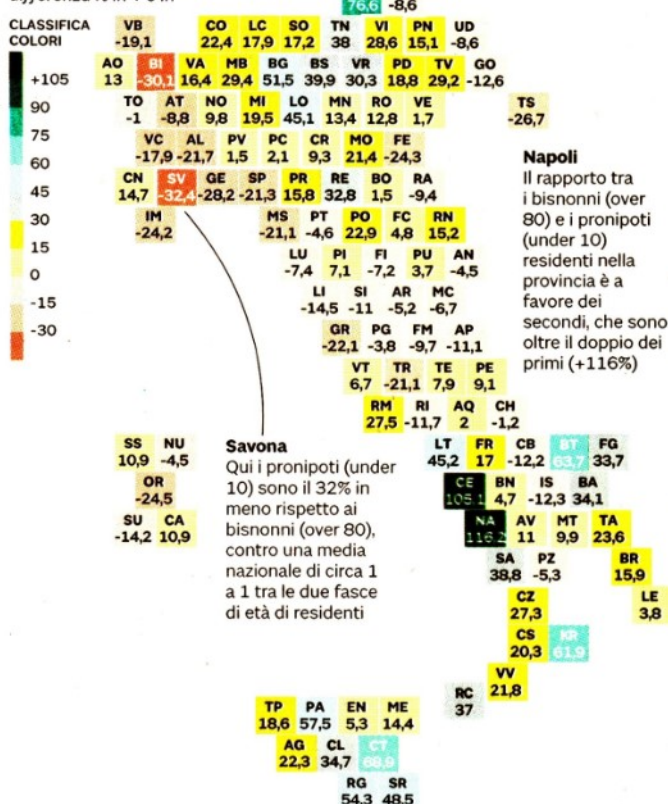 76,6 -8,6
CLASSIFICA
COLORI
+105
90
75
60
45
30
15
0
-15
-30
VB CO LC SO TN VI PN UD
-19,1 22,4 17,9 17,2 38 28,6 15,1 -8,6
AO BI VA MB BG BS VR PD TV GO
13 -30,1 16,4 29,4 51,5 39,9 30,3 18,8 29,2 -12,6
TO AT NO MI LO MN RO VE TS
-1 -8,8 9,8 19,5 45,1 13,4 12,8 1,7 -26,7
VC AL PV PC CR MO FE
-17,9 -21,7 1,5 2,1 9,3 21,4 -24,3
CN SV GE SP PR RE BO RA
14,7 -32,4 -28,2 -21,3 15,8 32,8 1,5 -9,4
IM MS PT PO FC RN
-24,2 -21,1 -4,6 22,9 4,8 15,2
LU PI FI PU AN
-7,4 7,1 -7,2 3,7 -4,5
LI SI AR MC
-14,5 -11 -5,2 -6,7
GR PG FM AP
-22,1 -3,8 -9,7 -11,1
VT TR TE PE
6,7 -21,1 7,9 9,1
RM RI AQ CH
27,5 -11,7 2 -1,2
Napoli
Il rapporto tra
i bisnonni (over
80) e i pronipoti
(under 10)
residenti nella
provincia è a
favore dei
secondi, che sono
oltre il doppio dei
primi (+116%)
SS NU
10,9 -4,5
OR
-24,5
SU CA
-14,2 10,9
Savona
Qui i pronipoti (under
10) sono il 32% in
meno rispetto ai
bisnonni (over 80),
contro una media
nazionale di circa 1
a 1 tra le due fasce
di età di residenti
LT FR CB BT FG
45,2 17 -12,2 63,7 33,7
CE BN IS BA
105,1 4,7 -12,3 34,1
NA AV MT TA
116,2 11 9,9 23,6
SA PZ BR
38,8 -5,3 15,9
CZ LE
27,3 3,8
CS KR
20,3 61,9
VV
21,8
RC
37
TP PA EN ME
18,6 57,5 5,3 14,4
AG CL CT
22,3 34,7 68,9
RG SR
54,3 48,5